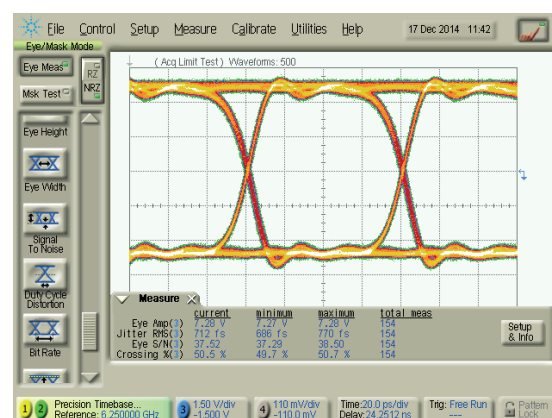 File Control Setup Measure Calibrate Utilities Help 17 Dec 2014 11:42
Eye/Mask Mode
Eye Meas
RZ
NRZ
Msk Test
( Acq Limit Test ) Waveforms: 500
Eye Height
Eye Width
Signal
To Noise
Duty Cycle
Distortion
Bit Rate
Measure
current minimum maximum total meas
Eye Amp(3) 7.28 V 7.27 V 7.28 V 154
Jitter RMS(3) 712 fs 686 fs 770 fs 154
Eye S/N(3) 37.52 37.29 38.50 154
Crossing %(3) 50.5 % 49.7 % 50.7 % 154
Setup
& Info
1 2 Precision Timebase...
Reference: 6.250000 GHz
3 1.50 V/div
-1.500 V
4 110 mV/div
-110.0 mV
Time:20.0 ps/div
Delay:24.2512 ns
Trig: Free Run
---
Pattern
Lock